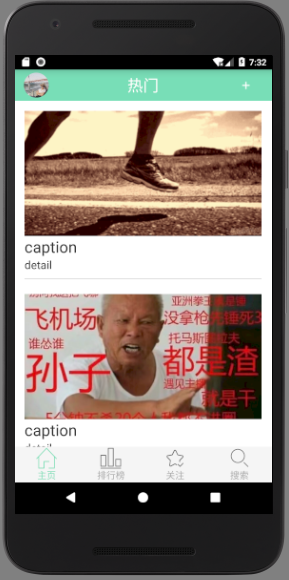 7:32
热门
+
caption
detail
亚洲拳王
飞机场
没拿枪先捶死3
谁怂谁
托马斯
孙子
都是渣
遇见
就是干
caption
detail
主页
排行榜
关注
搜索